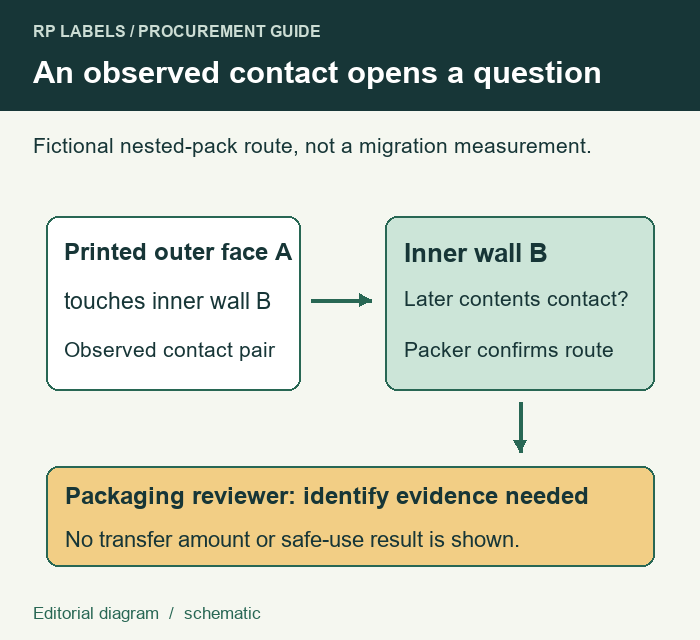 RP LABELS / PROCUREMENT GUIDE
An observed contact opens a question
Fictional nested-pack route, not a migration measurement.
Printed outer face A
touches inner wall B
Observed contact pair
Inner wall B
Later contents contact?
Packer confirms route
Packaging reviewer: identify evidence needed
No transfer amount or safe-use result is shown.
Editorial diagram / schematic